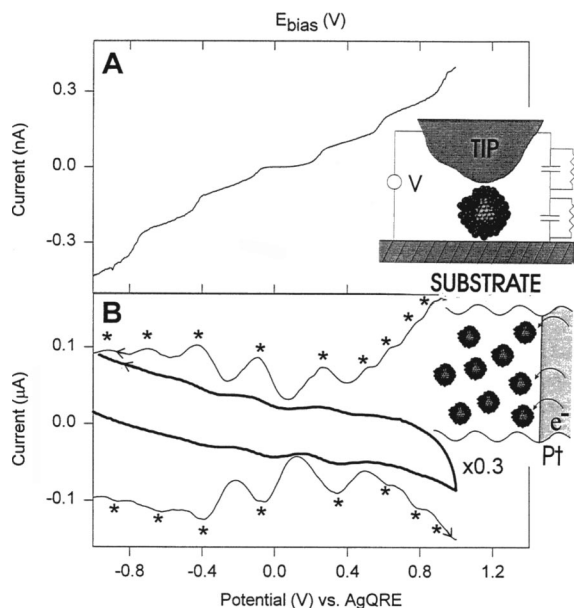 E_bias (V)
A
0.3
0.0
-0.3
Current (nA)
TIP
V
SUBSTRATE
B
0.1
0.0
-0.1
Current (μA)
* * * * * * * * *
* * * * * * * *
e⁻
Pt
x0.3
-0.8 -0.4 0.0 0.4 0.8 1.2
Potential (V) vs. AgQRE